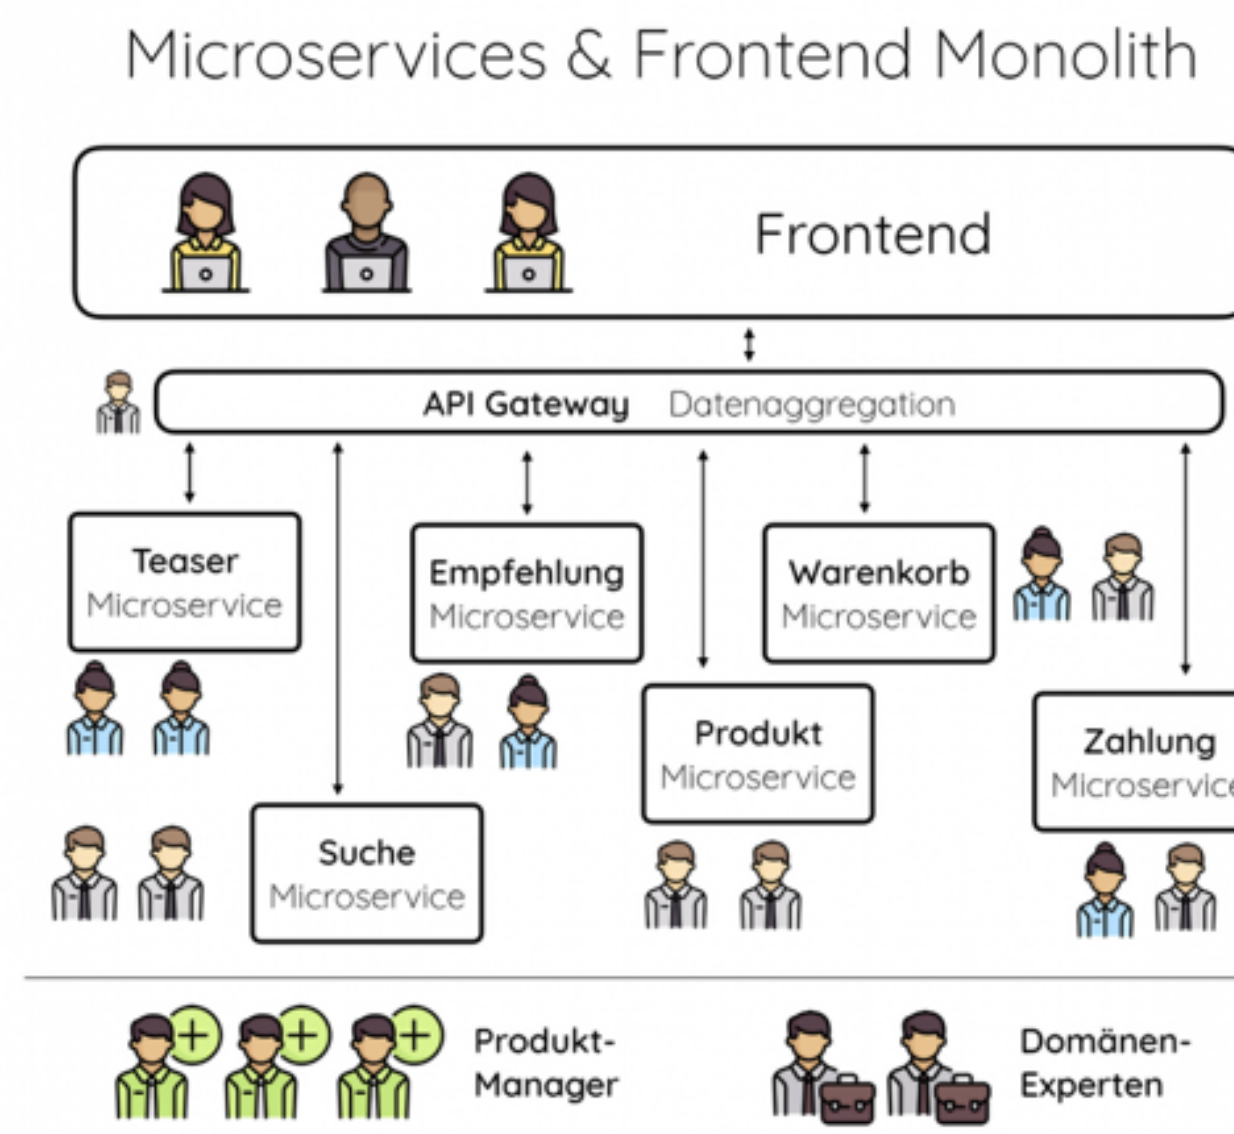 Microservices & Frontend Monolith
Frontend
API Gateway Datenaggregation
Teaser
Microservice
Empfehlung
Microservice
Warenkorb
Microservice
Produkt
Microservice
Zahlung
Microservice
Suche
Microservice
Produkt-
Manager
Domänen-
Experten